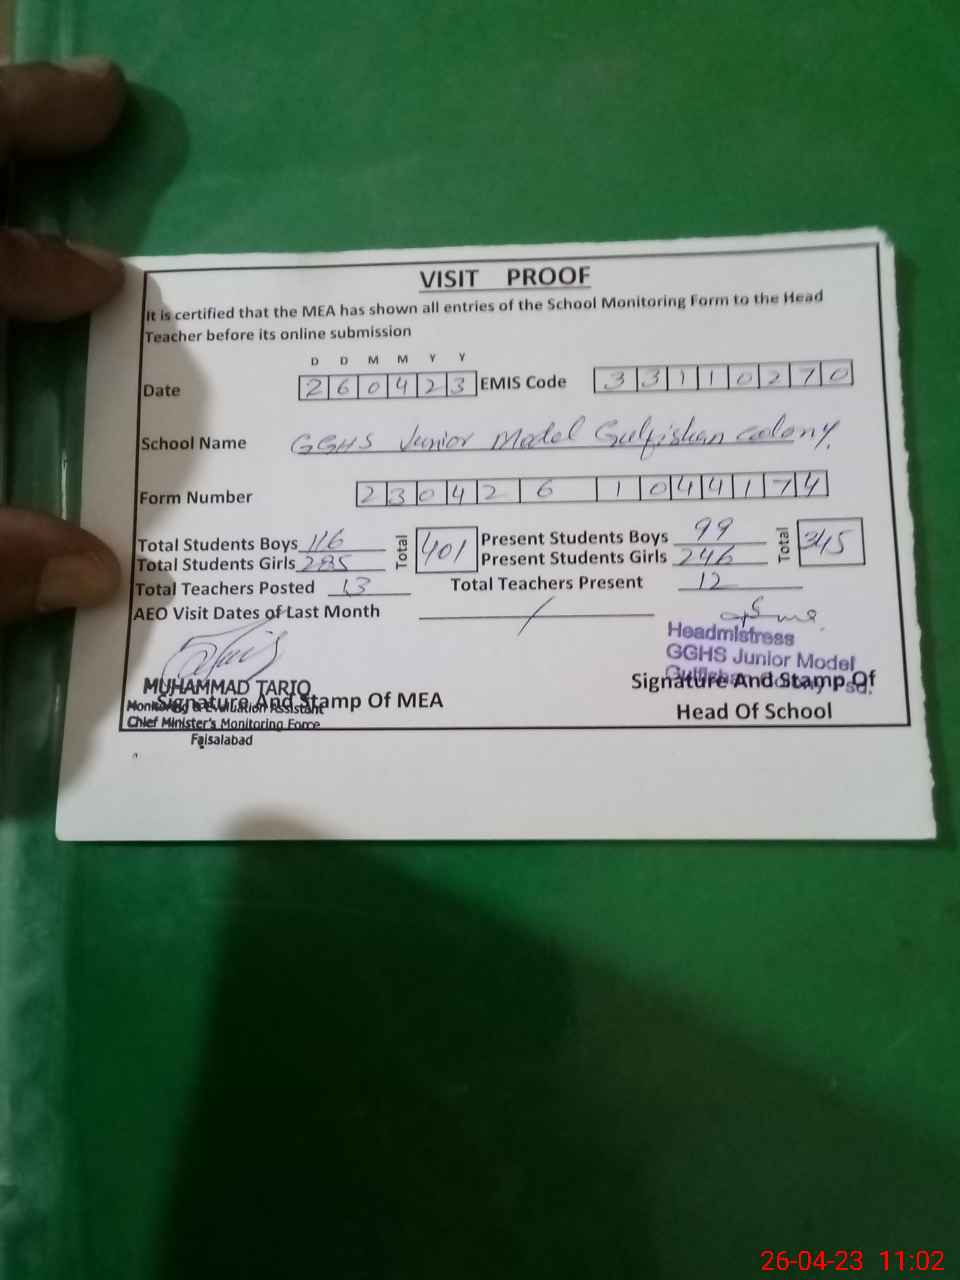 VISIT PROOF
It is certified that the MEA has shown all entries of the School Monitoring Form to the Head
Teacher before its online submission
D D M M Y Y
Date 2 6 0 4 2 3 EMIS Code 3 3 1 1 0 2 7 0
School Name GGHS Junior Model Gulfishan colony.
Form Number 2 3 0 4 2 6 1 0 4 4 1 7 4
Total Students Boys 116 Total 401 Present Students Boys 99 Total 345
Total Students Girls 285 Present Students Girls 246
Total Teachers Posted 13 Total Teachers Present 12
AEO Visit Dates of Last Month /
Headmistress
GGHS Junior Model
MUHAMMAD TARIQ
Signature And Stamp Of MEA
Signature And Stamp Of
Head Of School
Monitoring & Evaluation Assistant
Chief Minister's Monitoring Force
Faisalabad
26-04-23 11:02